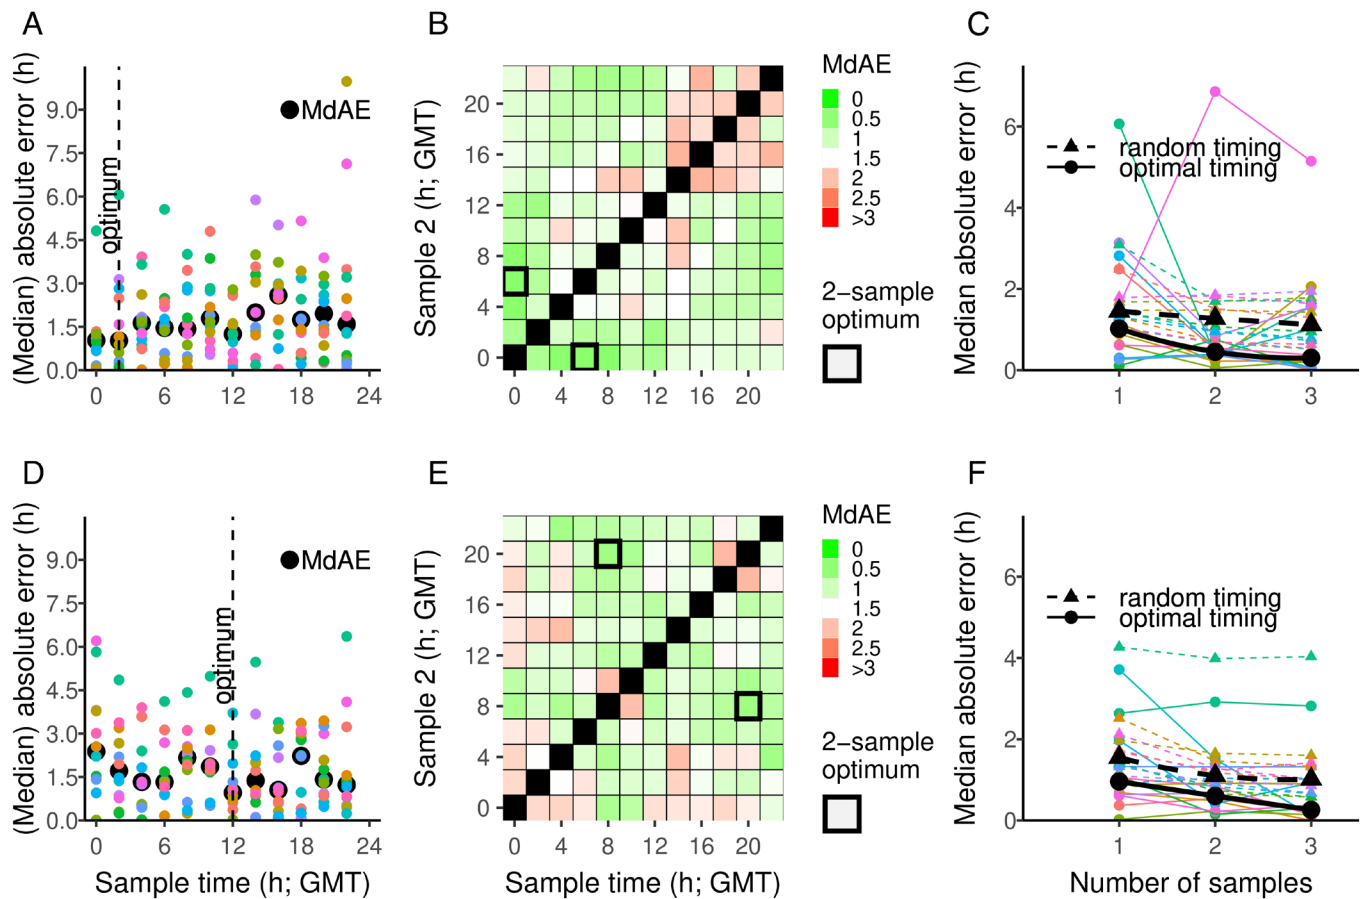 A
(Median) absolute error (h)
9.0
7.5
6.0
4.5
3.0
1.5
0.0
MdAE
optimum
0 6 12 18 24
B
Sample 2 (h; GMT)
20
16
12
8
4
0
0 4 8 12 16 20
MdAE
0
0.5
1
1.5
2
2.5
>3
2−sample
optimum
C
Median absolute error (h)
6
4
2
0
random timing
optimal timing
1 2 3
D
(Median) absolute error (h)
9.0
7.5
6.0
4.5
3.0
1.5
0.0
MdAE
optimum
0 6 12 18 24
Sample time (h; GMT)
E
Sample 2 (h; GMT)
20
16
12
8
4
0
0 4 8 12 16 20
Sample time (h; GMT)
MdAE
0
0.5
1
1.5
2
2.5
>3
2−sample
optimum
F
Median absolute error (h)
6
4
2
0
random timing
optimal timing
1 2 3
Number of samples